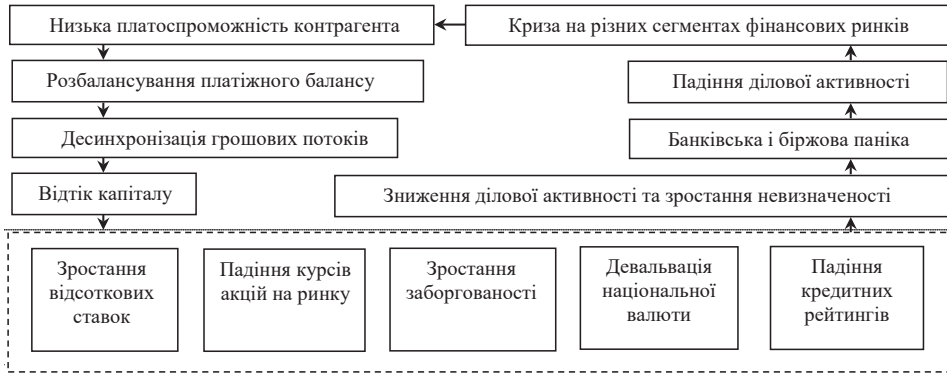 Низька платоспроможність контрагента
Криза на різних сегментах фінансових ринків
Розбалансування платіжного балансу
Падіння ділової активності
Десинхронізація грошових потоків
Банківська і біржова паніка
Відтік капіталу
Зниження ділової активності та зростання невизначеності
Зростання
відсоткових
ставок
Падіння курсів
акцій на ринку
Зростання
заборгованості
Девальвація
національної
валюти
Падіння
кредитних
рейтингів